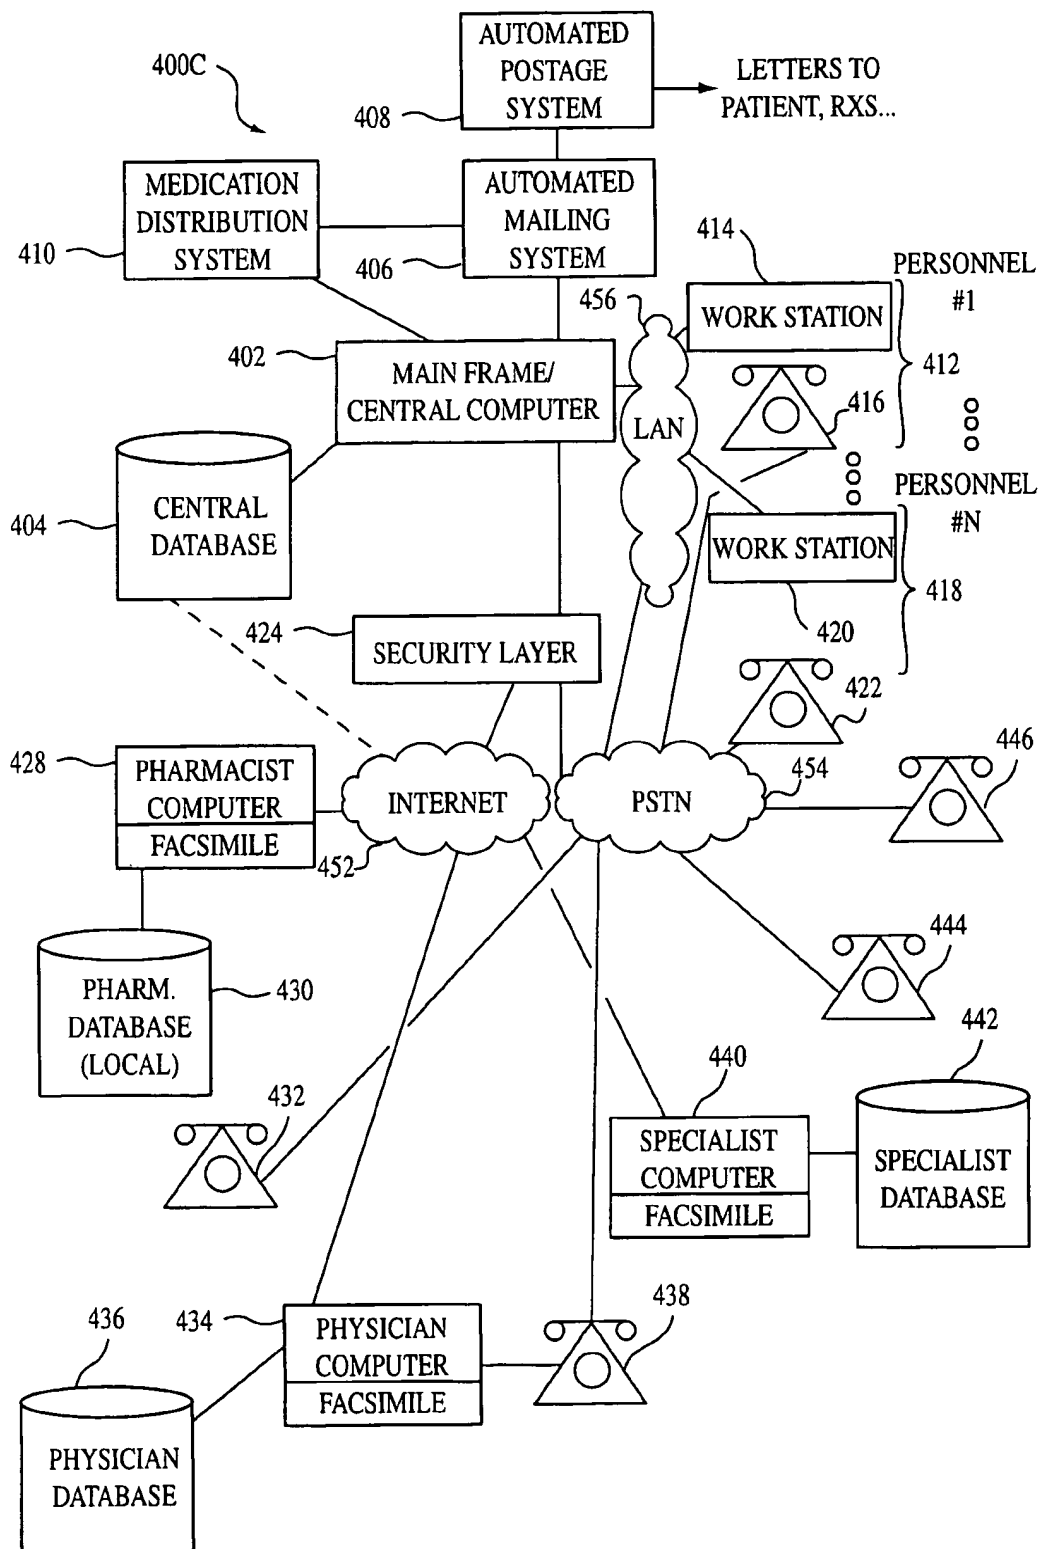 400C
AUTOMATED
POSTAGE
SYSTEM
408
LETTERS TO
PATIENT, RXS...
MEDICATION
DISTRIBUTION
SYSTEM
410
AUTOMATED
MAILING
SYSTEM
406
414
PERSONNEL
#1
456
WORK STATION
412
402
MAIN FRAME/
CENTRAL COMPUTER
LAN
416
404
CENTRAL
DATABASE
PERSONNEL
#N
WORK STATION
418
420
424
SECURITY LAYER
422
428
PHARMACIST
COMPUTER
FACSIMILE
INTERNET
452
PSTN
454
446
444
PHARM.
DATABASE
(LOCAL)
430
442
440
432
SPECIALIST
COMPUTER
FACSIMILE
SPECIALIST
DATABASE
436
434
PHYSICIAN
COMPUTER
FACSIMILE
438
PHYSICIAN
DATABASE